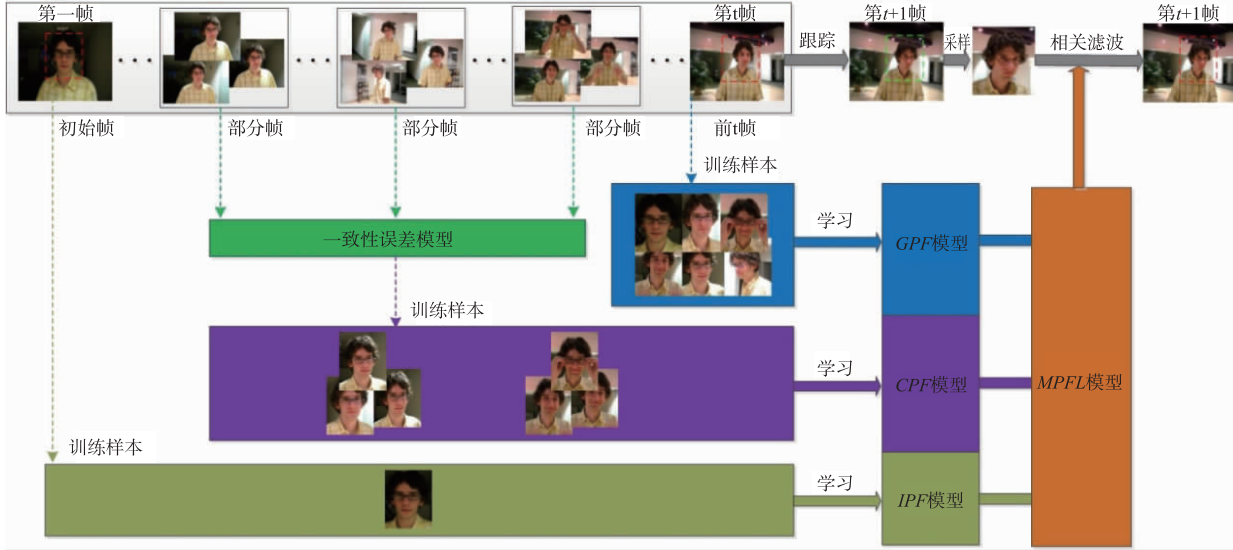 第一帧
第t帧
第t+1帧
第t+1帧
跟踪
采样
相关滤波
初始帧
部分帧
部分帧
部分帧
前t帧
训练样本
一致性误差模型
学习
GPF模型
训练样本
学习
CPF模型
MPFL模型
训练样本
学习
IPF模型